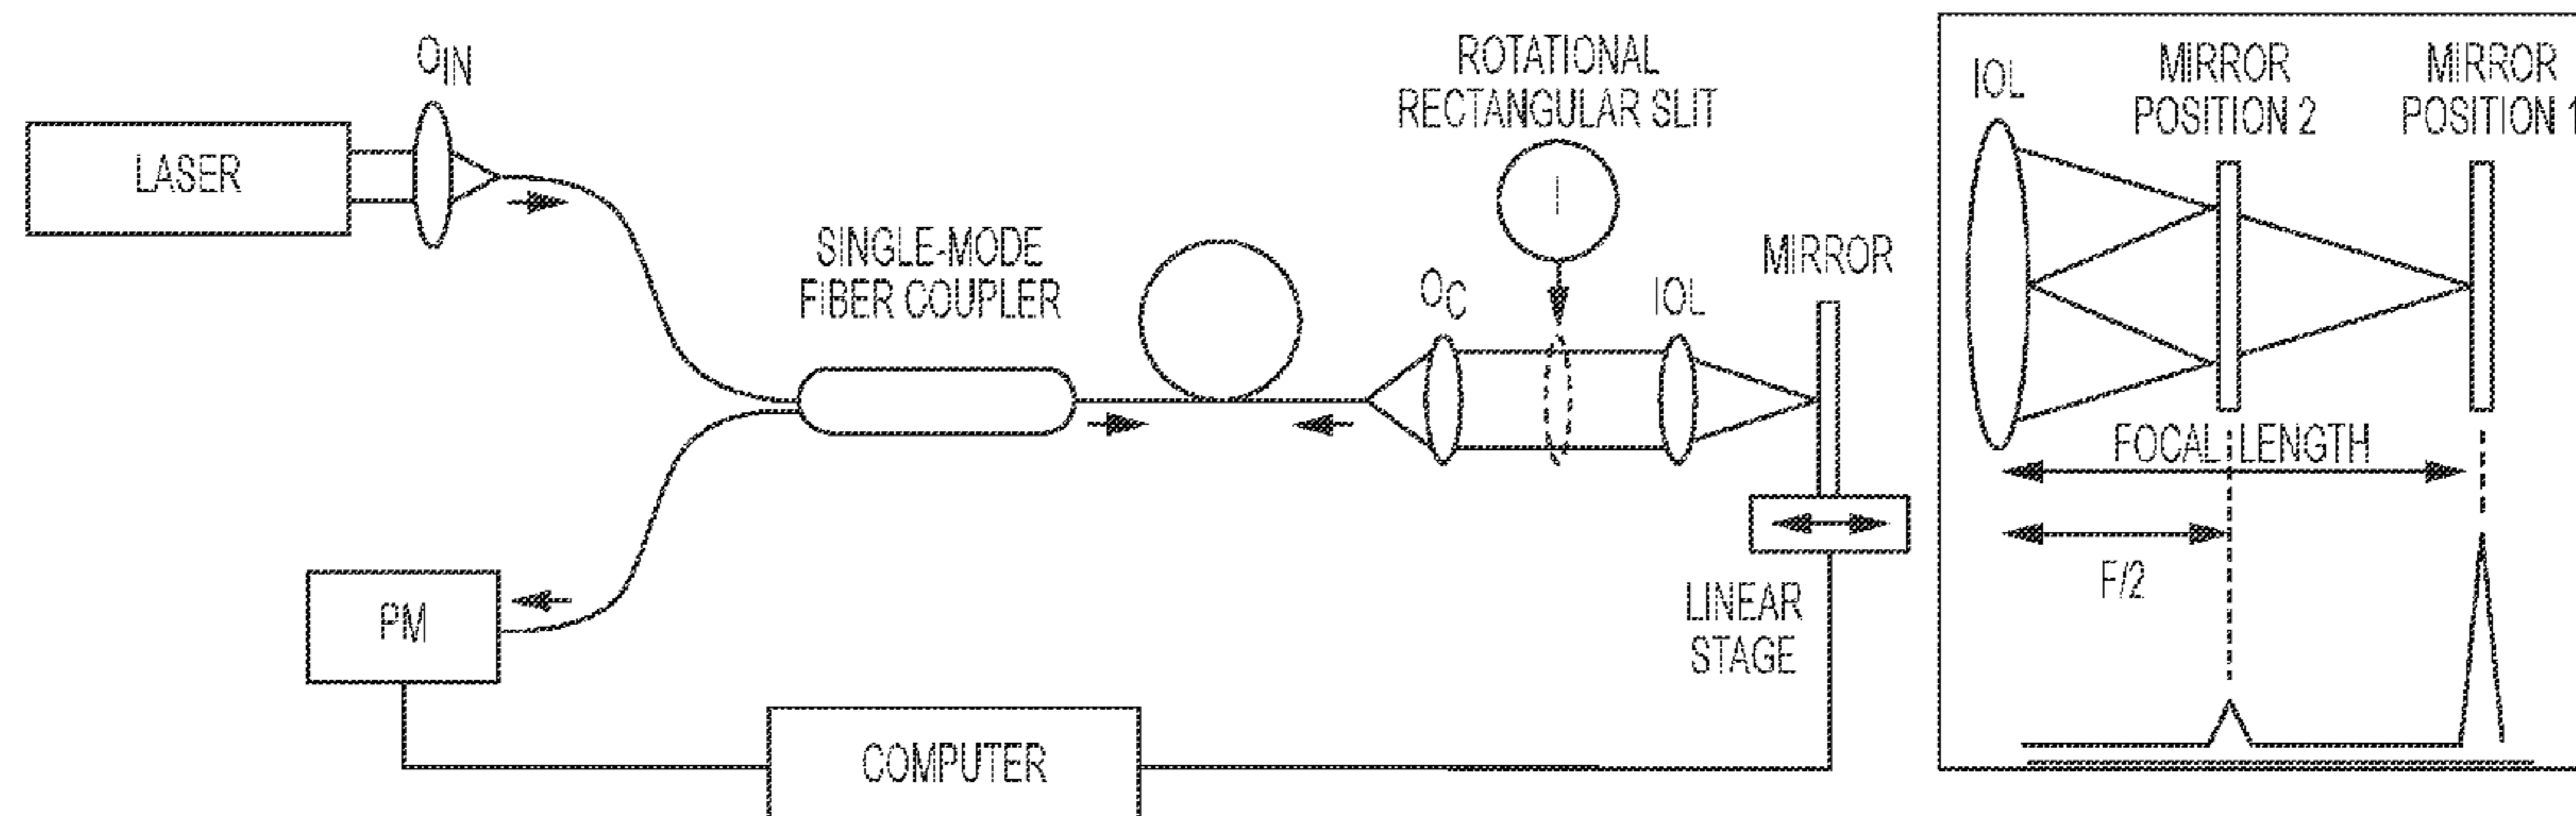 O_IN
LASER
SINGLE-MODE
FIBER COUPLER
ROTATIONAL
RECTANGULAR SLIT
O_C
IOL
MIRROR
LINEAR
STAGE
PM
COMPUTER
IOL
MIRROR
POSITION 2
MIRROR
POSITION 1
FOCAL LENGTH
F/2